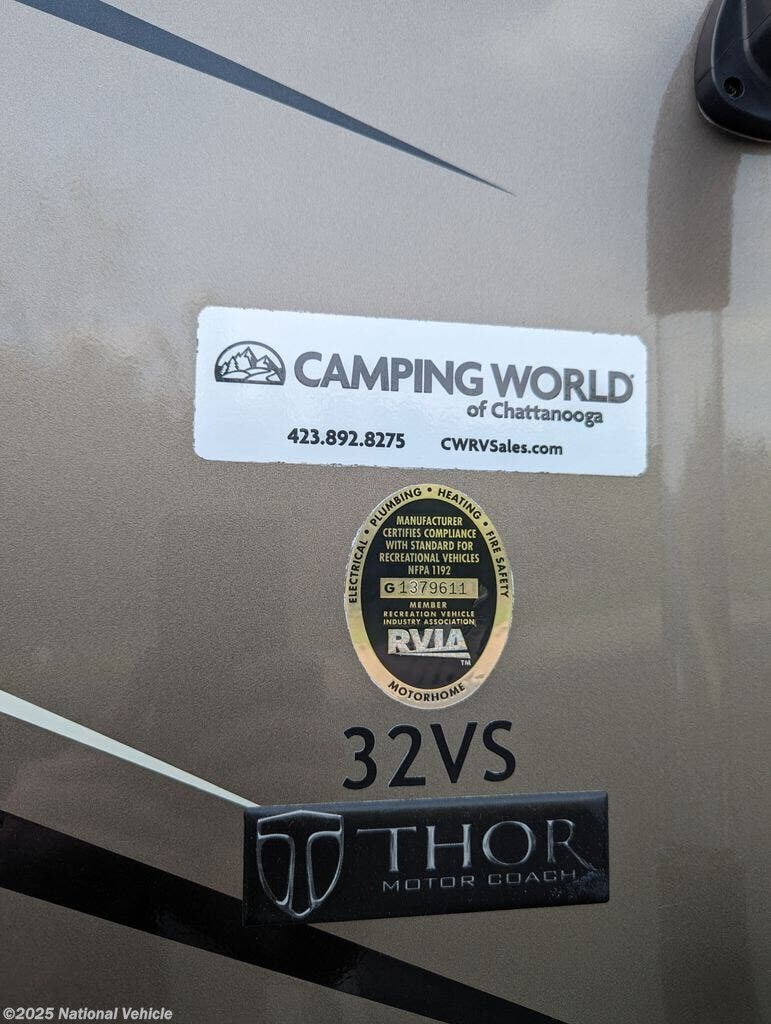 CAMPING WORLD
of Chattanooga
423.892.8275 CWRVSales.com
ELECTRICAL • PLUMBING • HEATING • FIRE SAFETY
MANUFACTURER
CERTIFIES COMPLIANCE
WITH STANDARD FOR
RECREATIONAL VEHICLES
NFPA 1192
G 1379611
MEMBER
RECREATION VEHICLE
INDUSTRY ASSOCIATION
RVIA TM
MOTORHOME
32VS
THOR
MOTOR COACH
©2025 National Vehicle